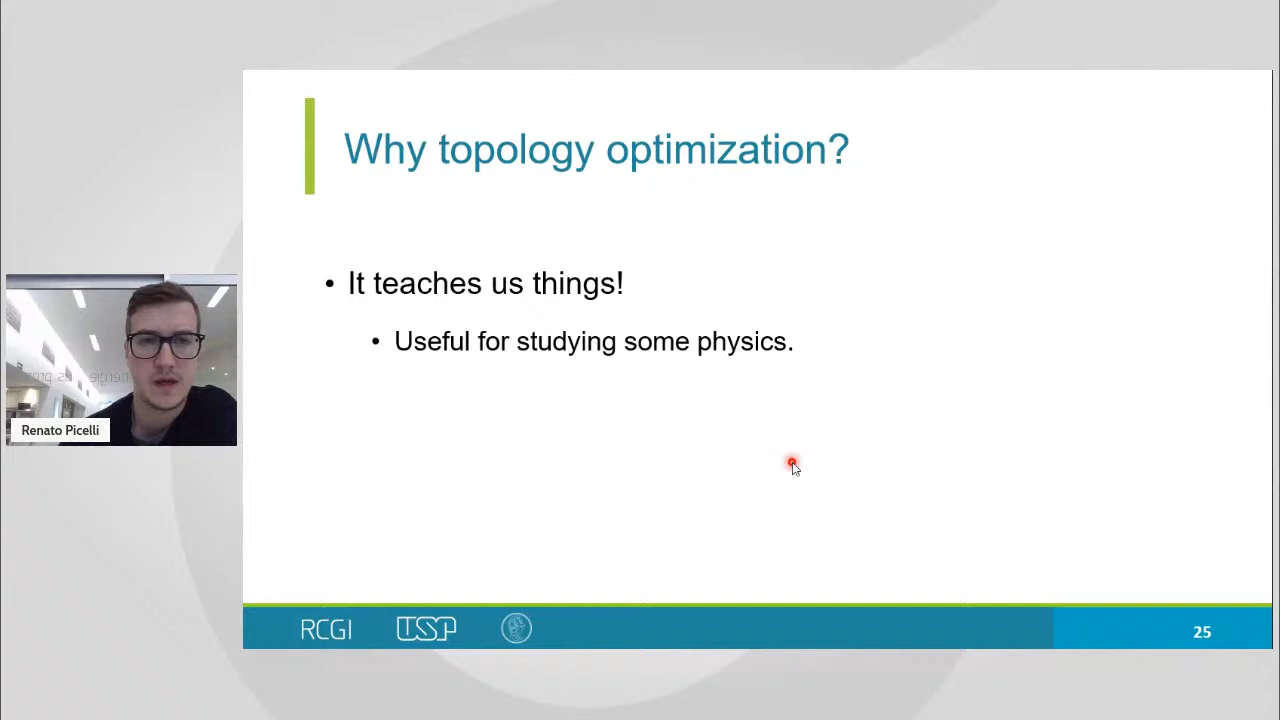 Why topology optimization?
• It teaches us things!
• Useful for studying some physics.
Renato Picelli
RCGI USP
25